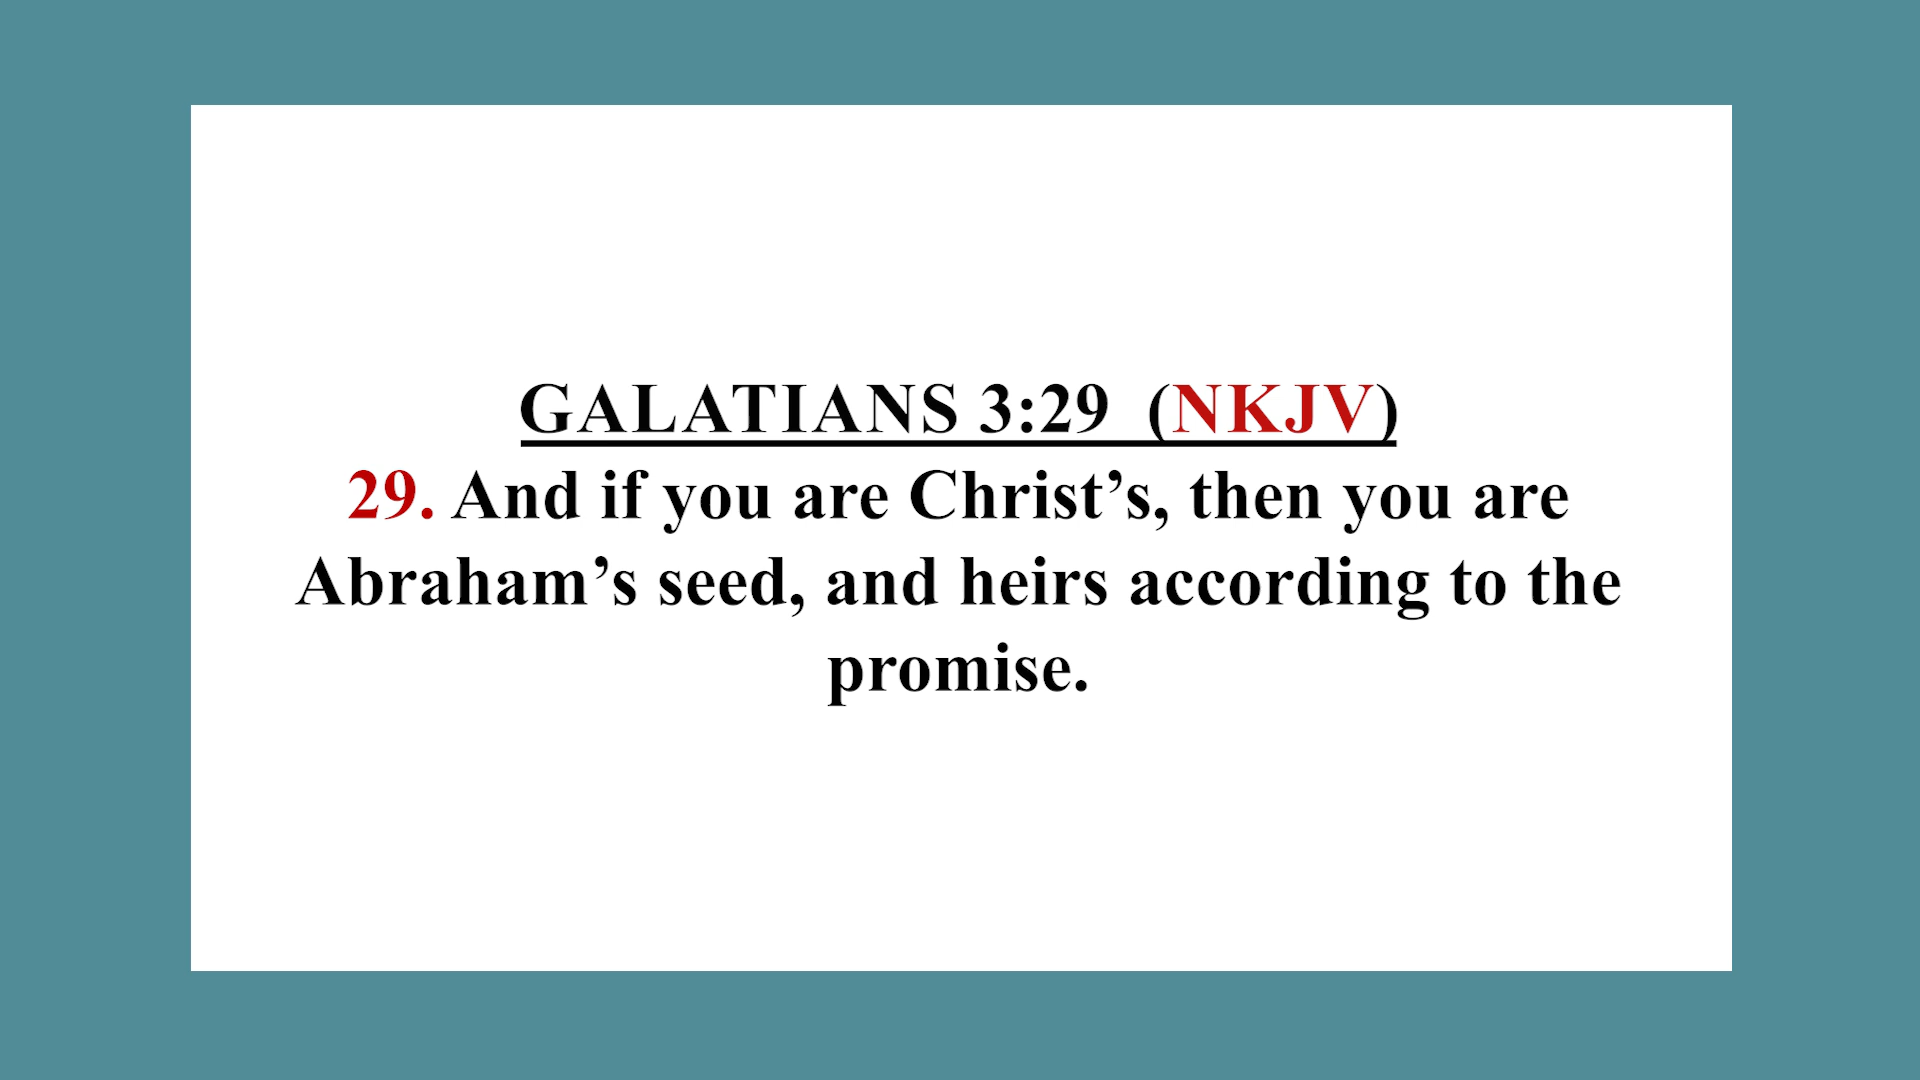 GALATIANS 3:29  (NKJV)
29. And if you are Christ’s, then you are
Abraham’s seed, and heirs according to the
promise.